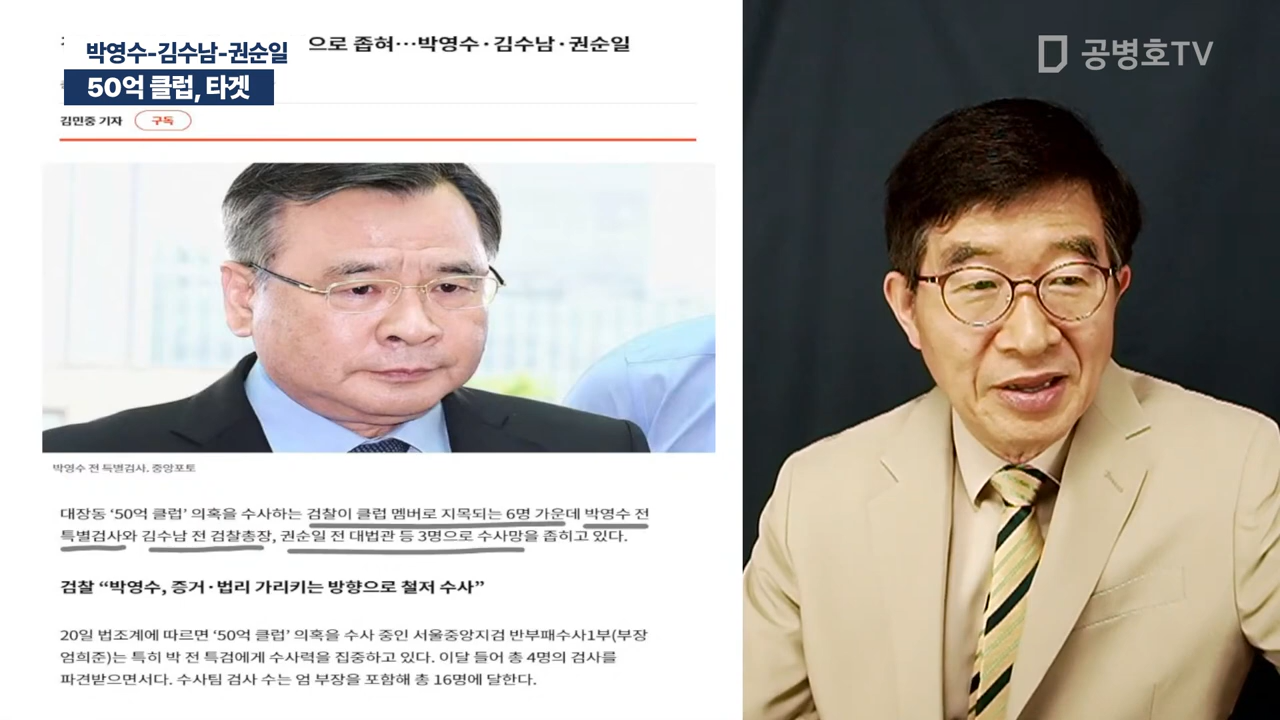 으로 좁혀…박영수·김수남·권순일
박영수-김수남-권순일
50억 클럽, 타겟
공병호TV
김민중 기자 구독
박영수 전 특별검사. 중앙포토
대장동 ‘50억 클럽’ 의혹을 수사하는 검찰이 클럽 멤버로 지목되는 6명 가운데 박영수 전
특별검사와 김수남 전 검찰총장, 권순일 전 대법관 등 3명으로 수사망을 좁히고 있다.
검찰 “박영수, 증거·법리 가리키는 방향으로 철저 수사”
20일 법조계에 따르면 ‘50억 클럽’ 의혹을 수사 중인 서울중앙지검 반부패수사1부(부장
엄희준)는 특히 박 전 특검에게 수사력을 집중하고 있다. 이달 들어 총 4명의 검사를
파견받으면서다. 수사팀 검사 수는 엄 부장을 포함해 총 16명에 달한다.